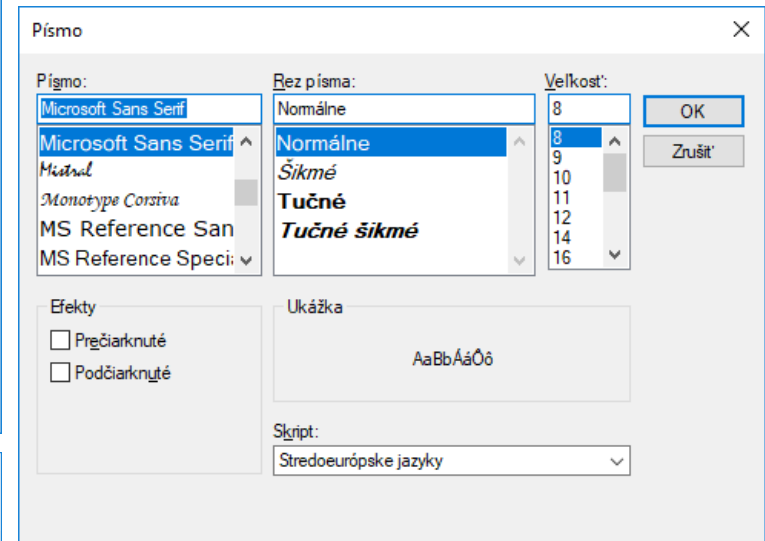 Písmo
Písmo:
Microsoft Sans Serif
Microsoft Sans Serif
Mistral
Monotype Corsiva
MS Reference San
MS Reference Speci
Rez písma:
Normálne
Normálne
Šikmé
Tučné
Tučné šikmé
Veľkosť:
8
8
9
10
11
12
14
16
OK
Zrušiť
Efekty
Prečiarknuté
Podčiarknuté
Ukážka
AaBbÁáÔô
Skript:
Stredoeurópske jazyky